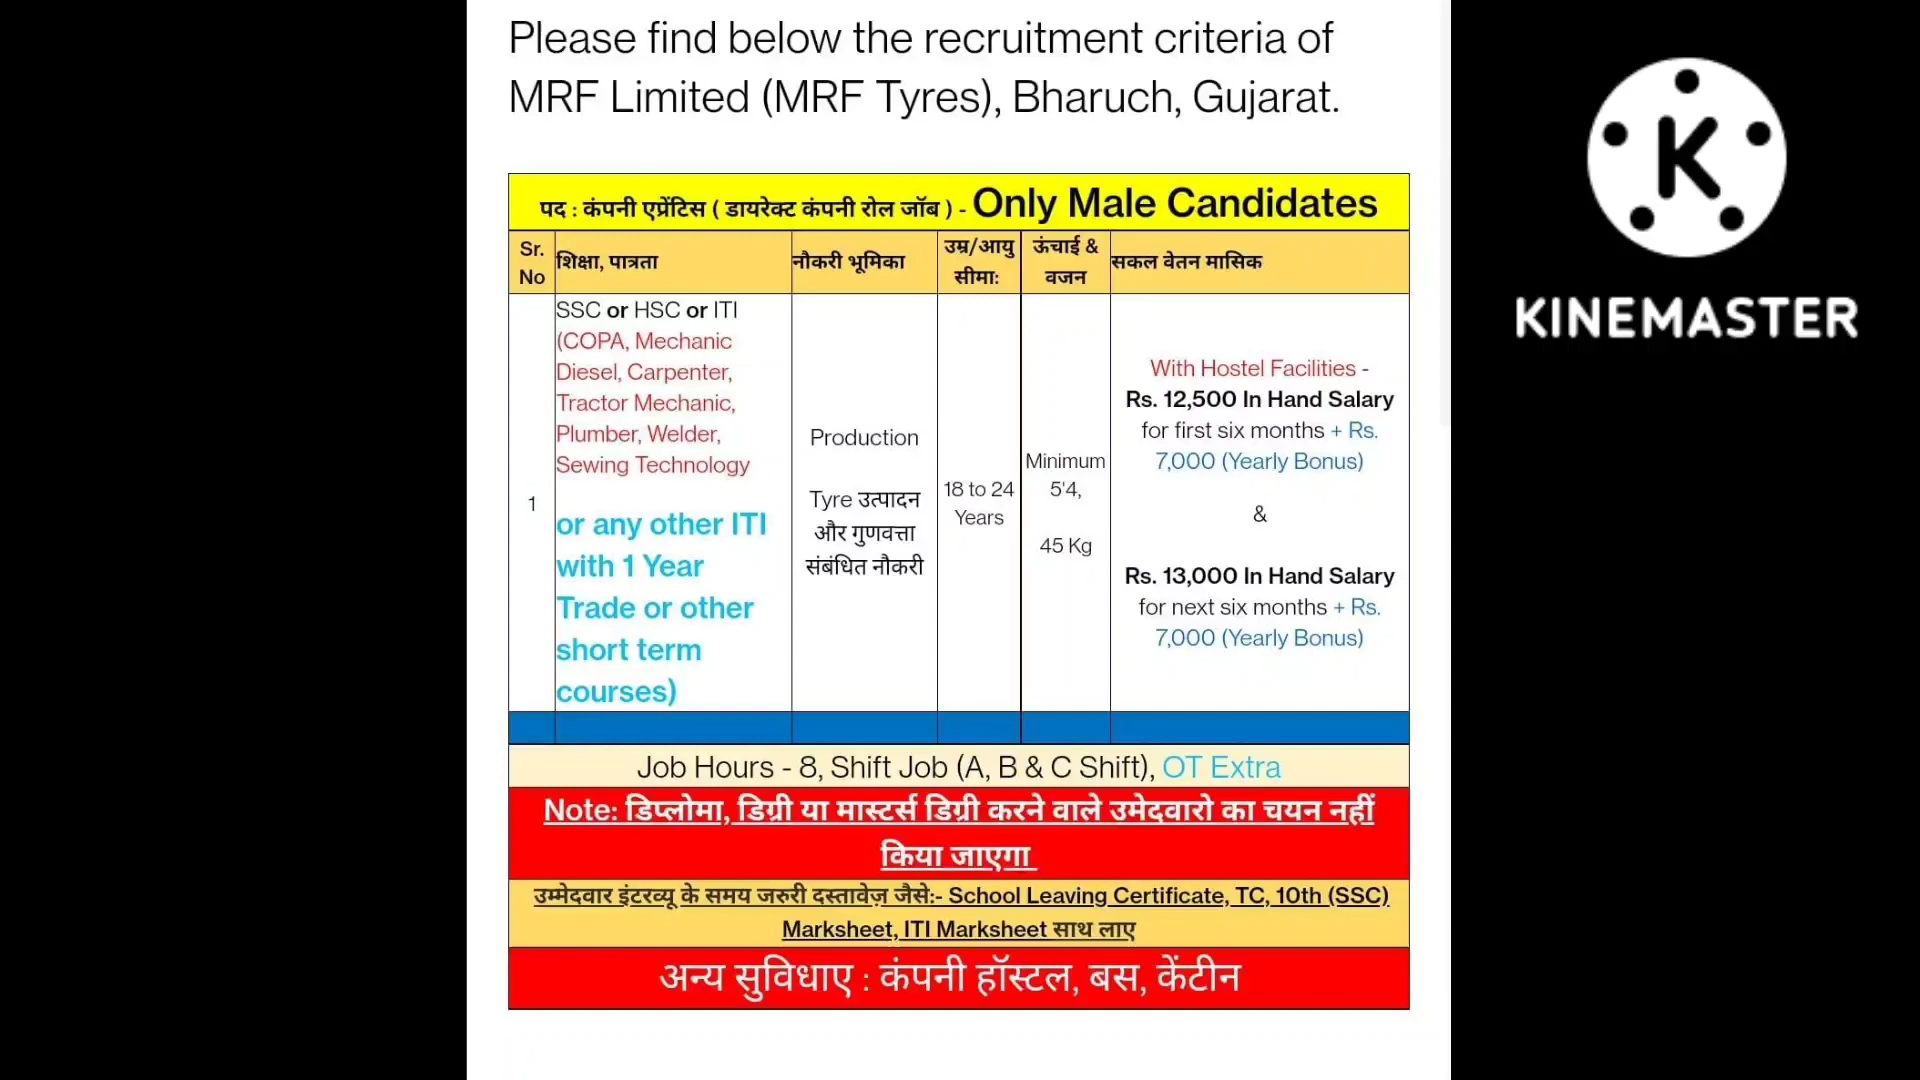 Please find below the recruitment criteria of
MRF Limited (MRF Tyres), Bharuch, Gujarat.
पद : कंपनी एप्रेंटिस ( डायरेक्ट कंपनी रोल जॉब ) - Only Male Candidates
Sr. No
शिक्षा, पात्रता
नौकरी भूमिका
उम्र/आयु
सीमा:
ऊंचाई &
वजन
सकल वेतन मासिक
1
SSC or HSC or ITI
(COPA, Mechanic
Diesel, Carpenter,
Tractor Mechanic,
Plumber, Welder,
Sewing Technology
or any other ITI
with 1 Year
Trade or other
short term
courses)
Production
Tyre उत्पादन
और गुणवत्ता
संबंधित नौकरी
18 to 24
Years
Minimum
5'4,
45 Kg
With Hostel Facilities -
Rs. 12,500 In Hand Salary
for first six months + Rs.
7,000 (Yearly Bonus)
&
Rs. 13,000 In Hand Salary
for next six months + Rs.
7,000 (Yearly Bonus)
Job Hours - 8, Shift Job (A, B & C Shift), OT Extra
Note: डिप्लोमा, डिग्री या मास्टर्स डिग्री करने वाले उमेदवारो का चयन नहीं
किया जाएगा
उम्मेदवार इंटरव्यू के समय जरुरी दस्तावेज़ जैसे:- School Leaving Certificate, TC, 10th (SSC)
Marksheet, ITI Marksheet साथ लाए
अन्य सुविधाए : कंपनी हॉस्टल, बस, केंटीन
K
KINEMASTER